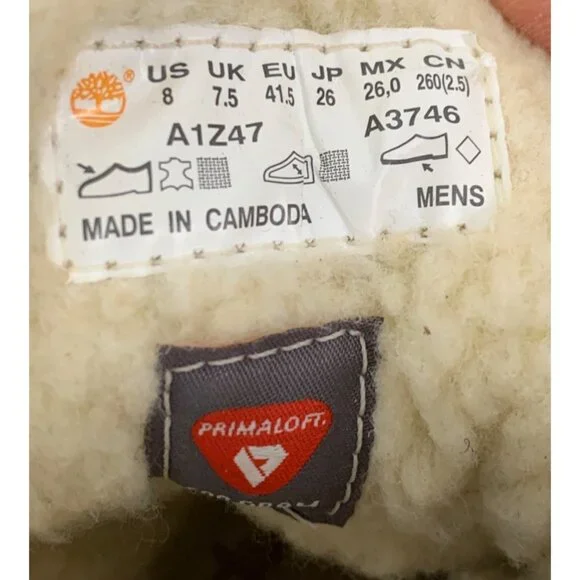 ® US UK EU JP MX CN
8 7.5 41.5 26 26,0 260(2.5)
A1Z47 A3746
MADE IN CAMBODA MENS
PRIMALOFT®